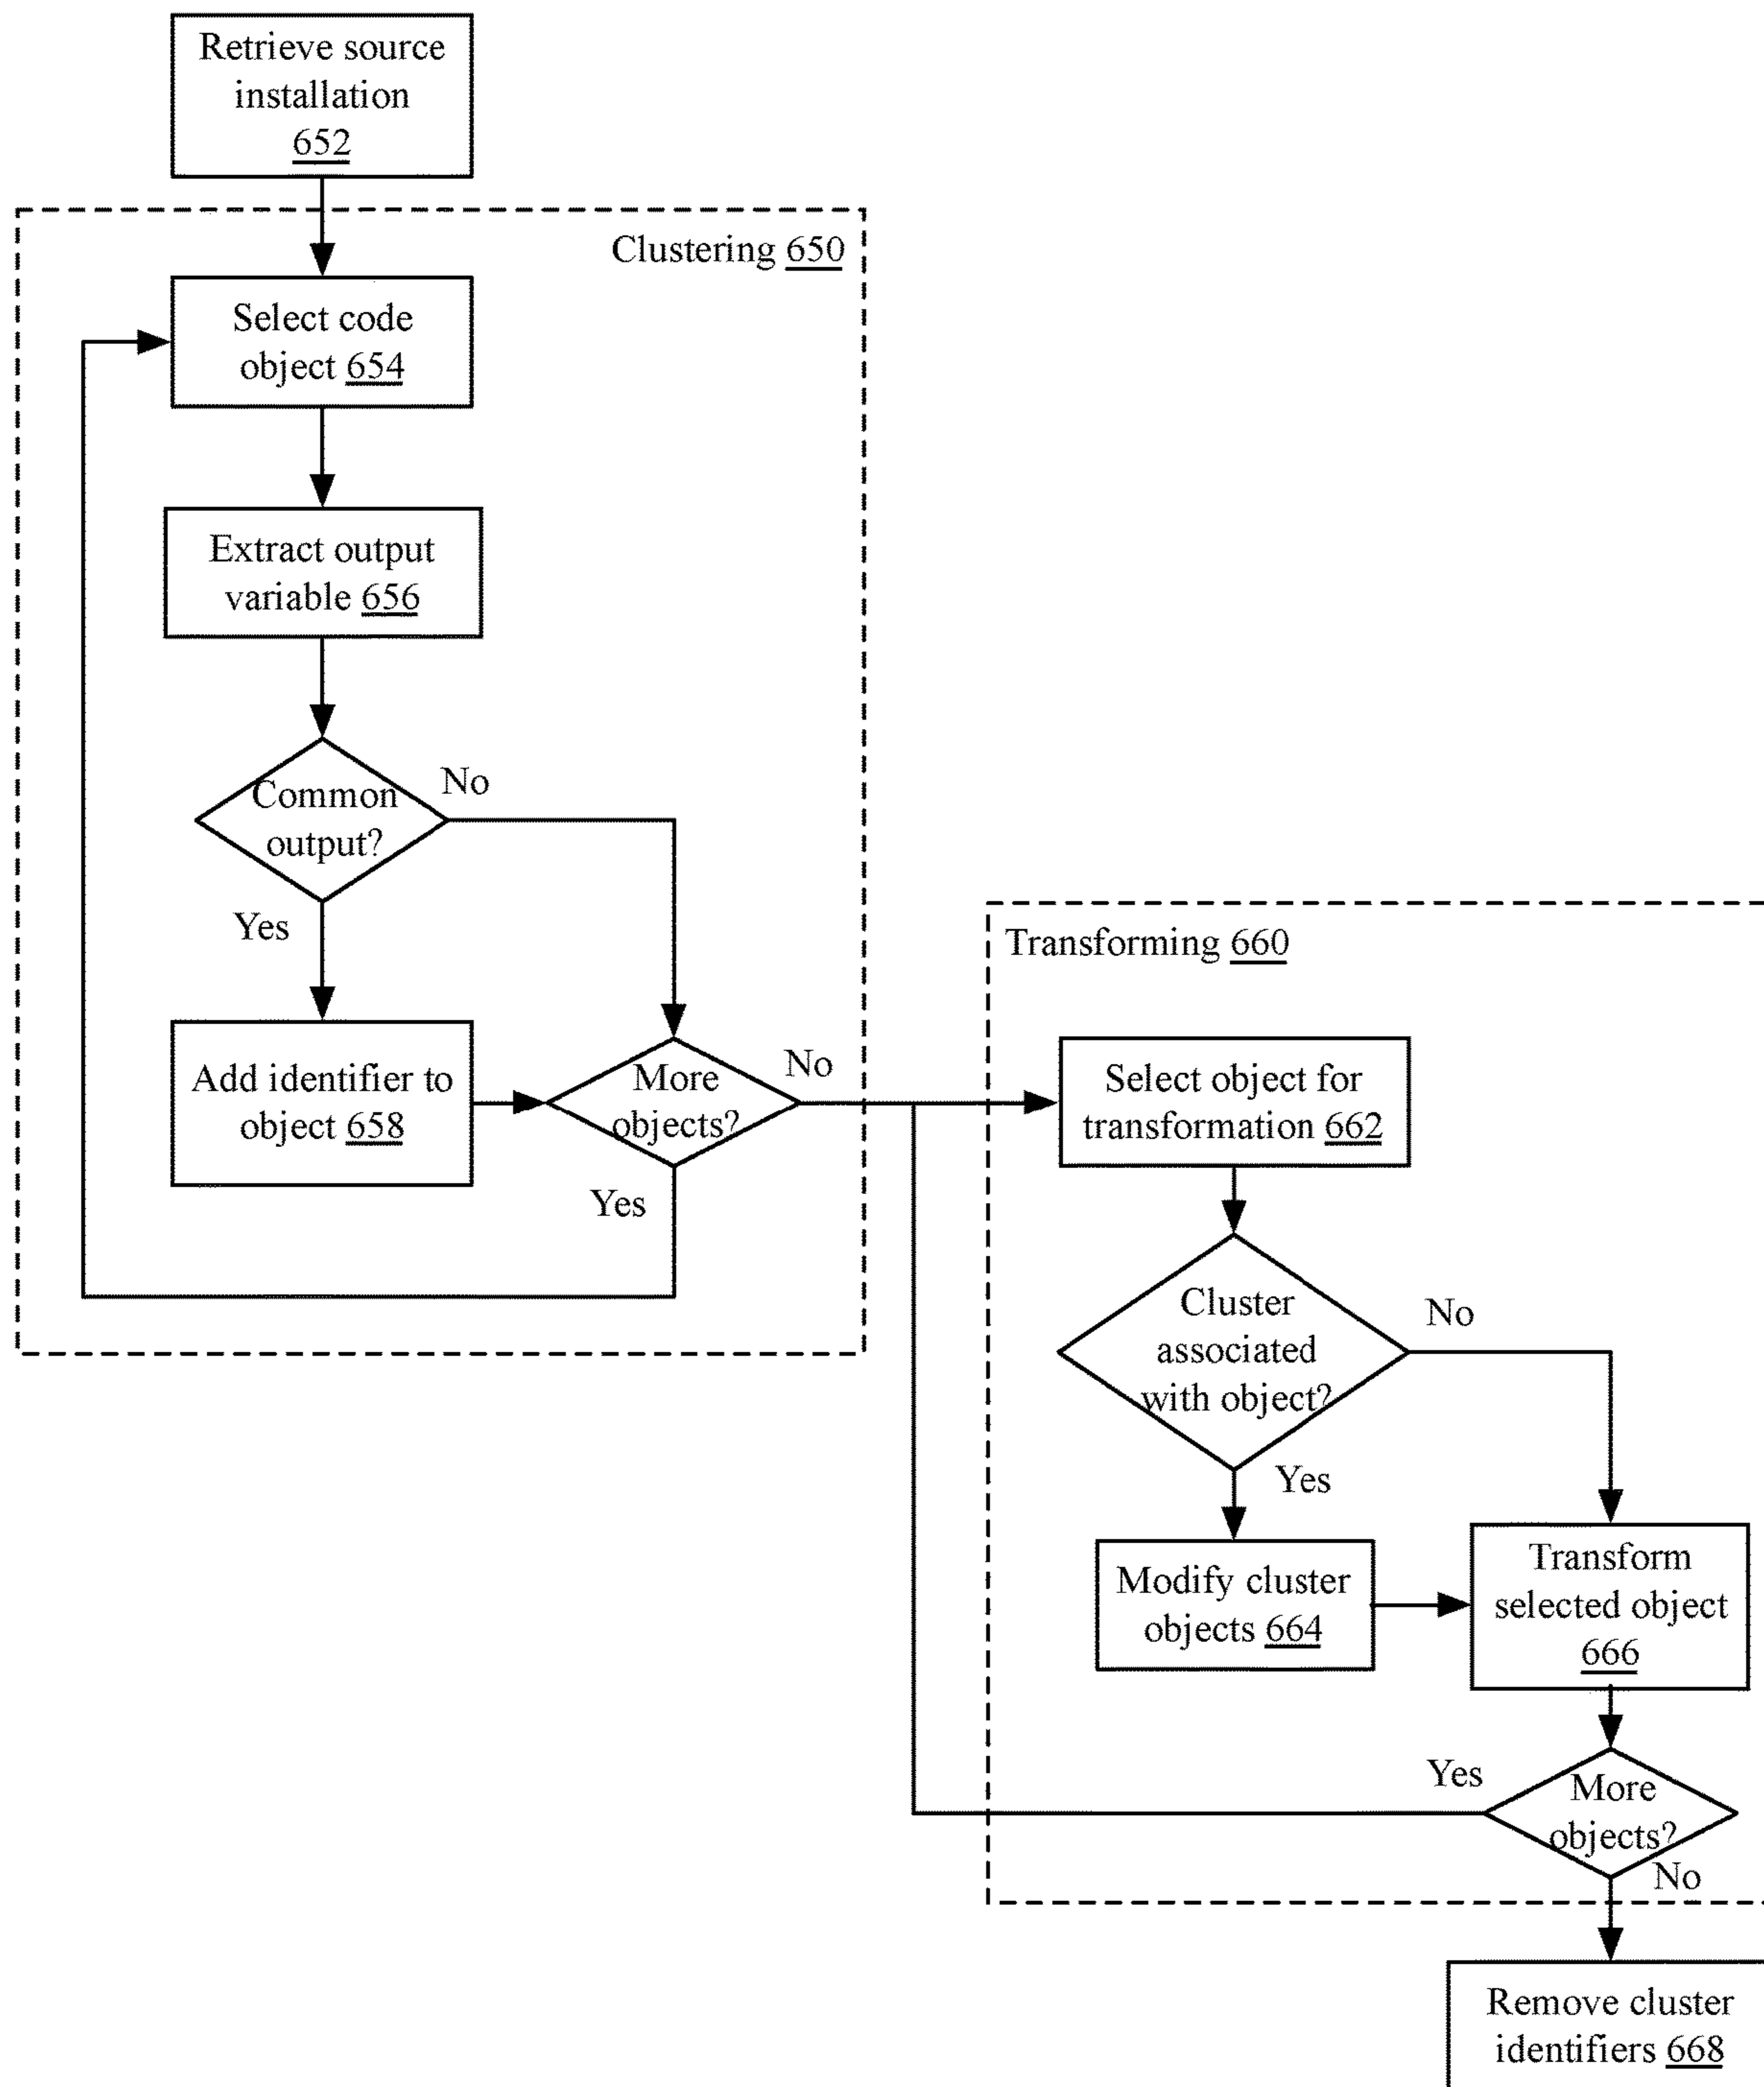 Retrieve source
installation
652
Clustering 650
Select code
object 654
Extract output
variable 656
Common
output?
No
Yes
Add identifier to
object 658
More
objects?
No
Yes
Transforming 660
Select object for
transformation 662
Cluster
associated
with object?
No
Yes
Modify cluster
objects 664
Transform
selected object
666
More
objects?
Yes
No
Remove cluster
identifiers 668